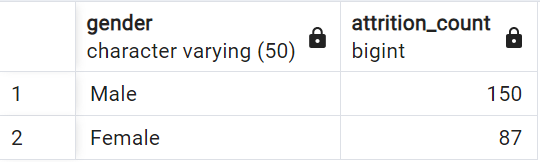 gender attrition_count
character varying (50) bigint
1 Male 150
2 Female 87